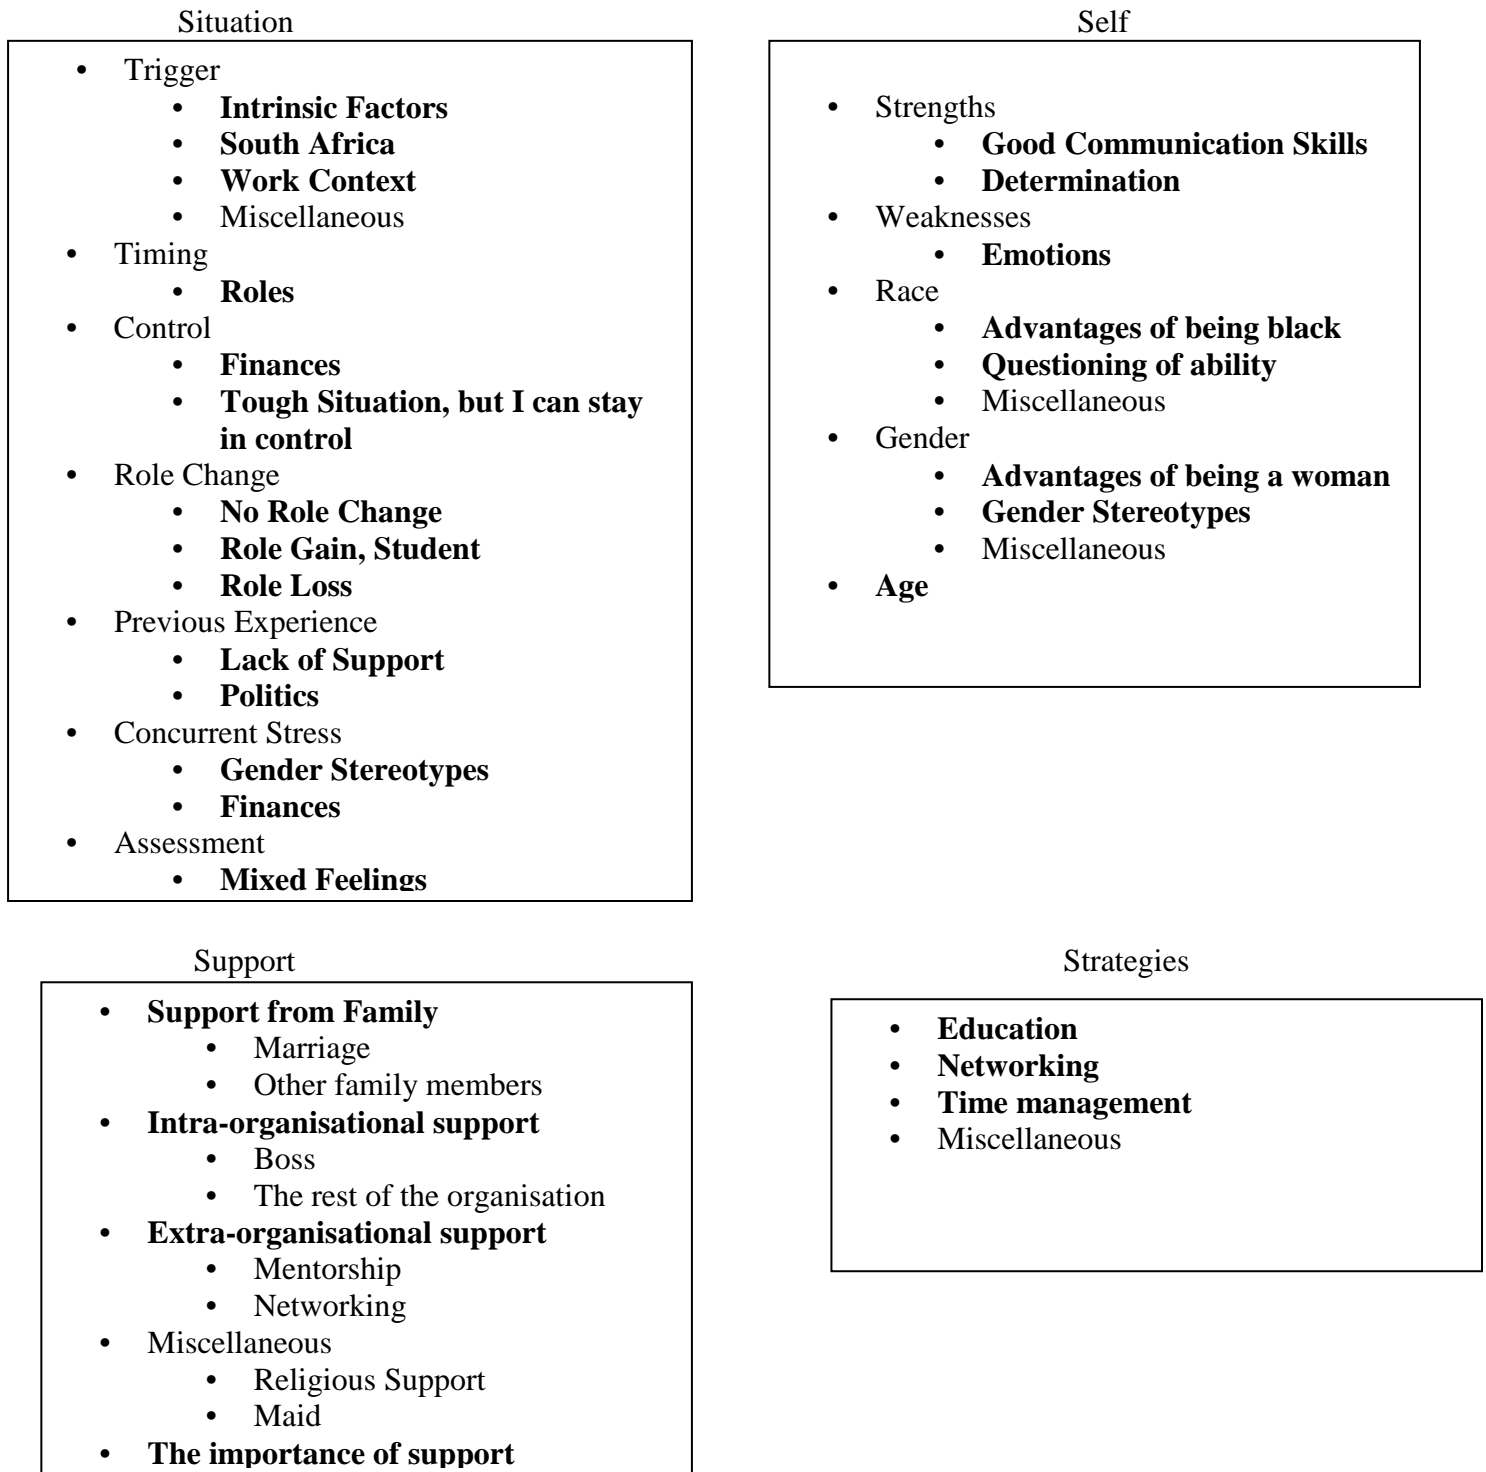 Situation
• Trigger
• Intrinsic Factors
• South Africa
• Work Context
• Miscellaneous
• Timing
• Roles
• Control
• Finances
• Tough Situation, but I can stay
in control
• Role Change
• No Role Change
• Role Gain, Student
• Role Loss
• Previous Experience
• Lack of Support
• Politics
• Concurrent Stress
• Gender Stereotypes
• Finances
• Assessment
• Mixed Feelings
Self
• Strengths
• Good Communication Skills
• Determination
• Weaknesses
• Emotions
• Race
• Advantages of being black
• Questioning of ability
• Miscellaneous
• Gender
• Advantages of being a woman
• Gender Stereotypes
• Miscellaneous
• Age
Support
• Support from Family
• Marriage
• Other family members
• Intra-organisational support
• Boss
• The rest of the organisation
• Extra-organisational support
• Mentorship
• Networking
• Miscellaneous
• Religious Support
• Maid
• The importance of support
Strategies
• Education
• Networking
• Time management
• Miscellaneous